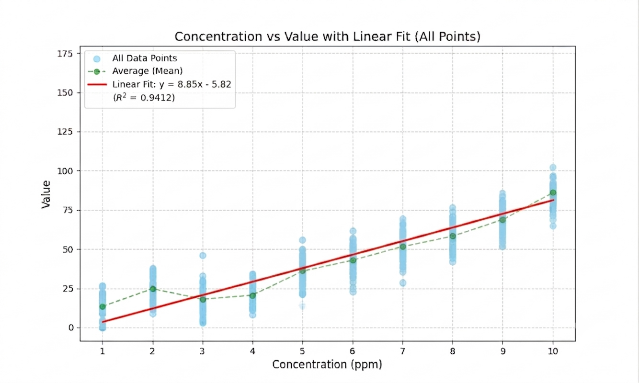 Concentration vs Value with Linear Fit (All Points)
175
150
125
100
75
50
25
0
Value
All Data Points
Average (Mean)
Linear Fit: y = 8.85x - 5.82
(R² = 0.9412)
1 2 3 4 5 6 7 8 9 10
Concentration (ppm)